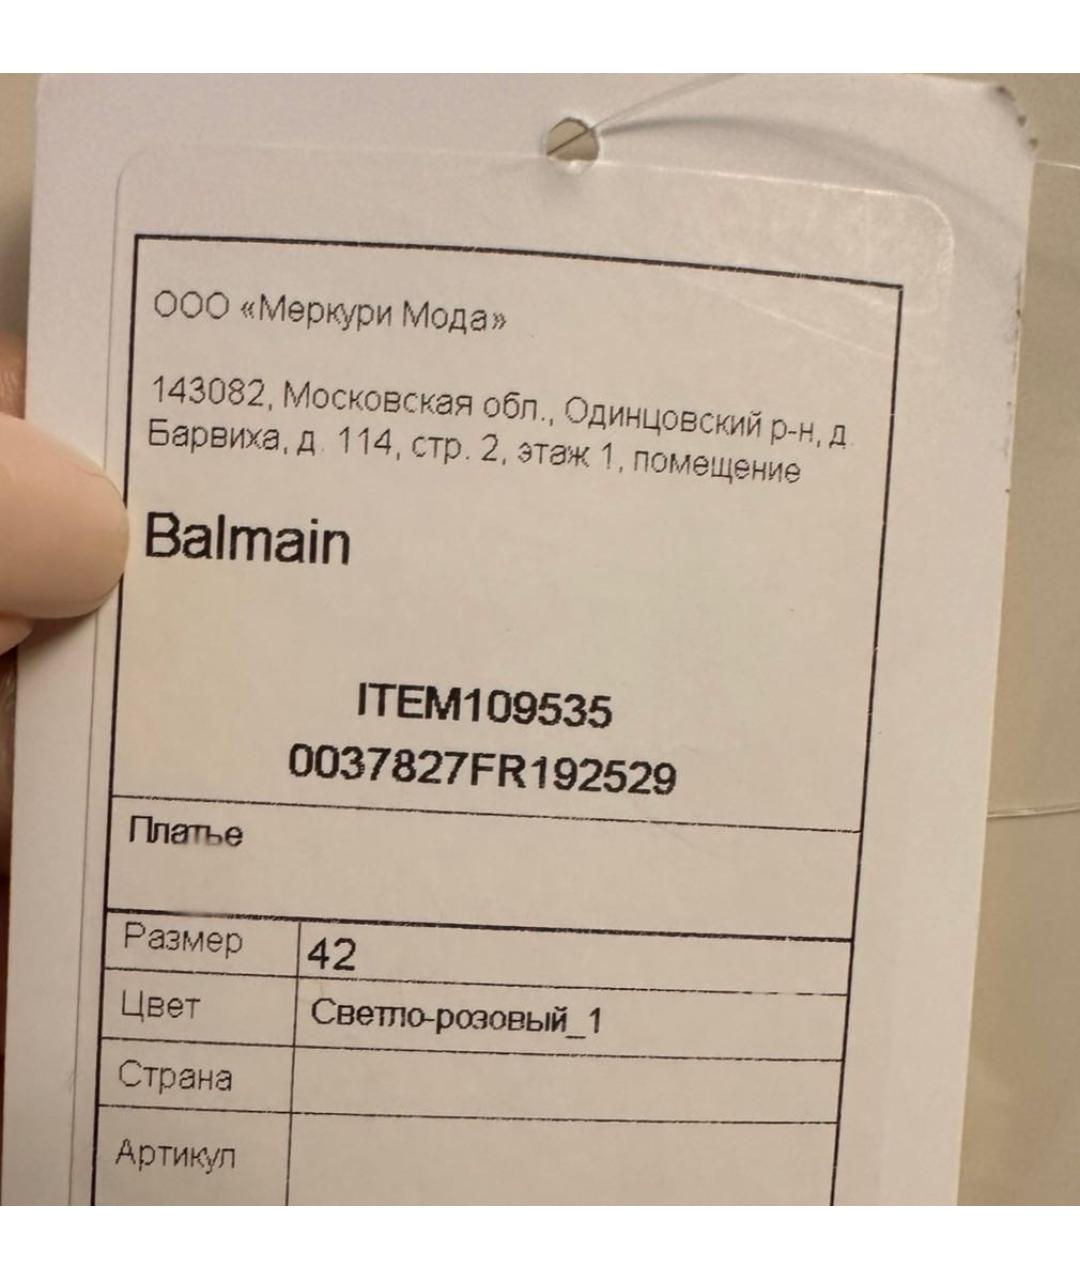 ООО «Меркури Мода»
143082, Московская обл., Одинцовский р-н, д.
Барвиха, д. 114, стр. 2, этаж 1, помещение
Balmain
ITEM109535
0037827FR192529
Платье
Размер 42
Цвет Светло-розовый_1
Страна
Артикул